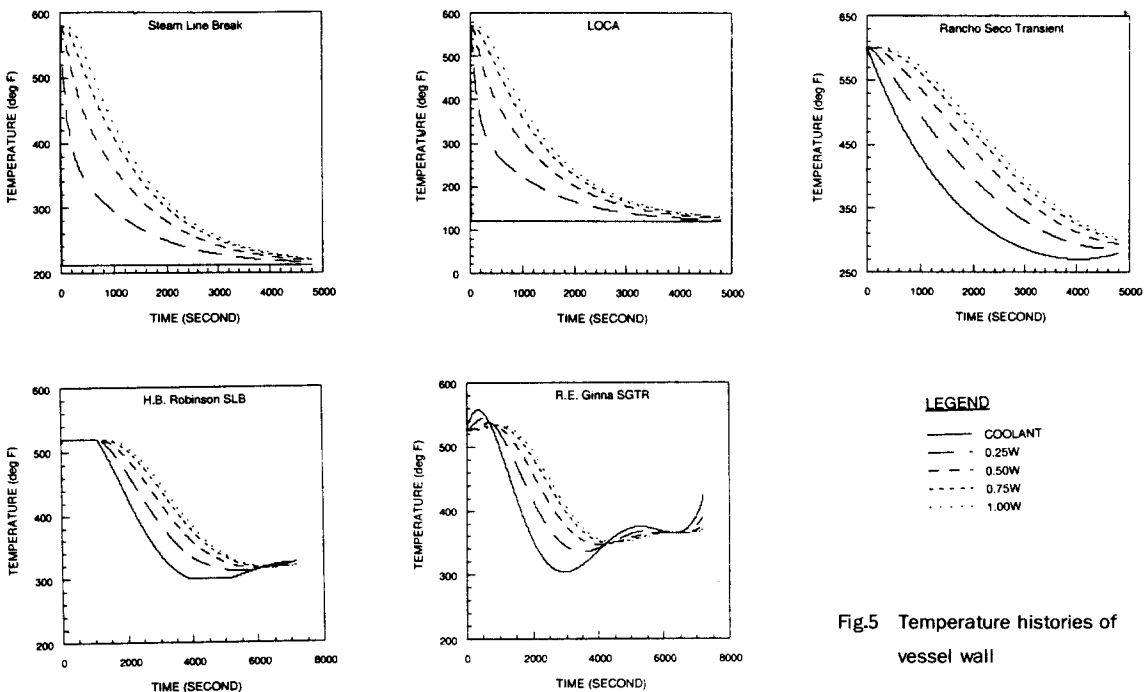 Steam Line Break
TEMPERATURE (deg F)
600
500
400
300
200
0 1000 2000 3000 4000 5000
TIME (SECOND)
LOCA
TEMPERATURE (deg F)
600
500
400
300
200
100
0
0 1000 2000 3000 4000 5000
TIME (SECOND)
Rancho Seco Transient
TEMPERATURE (deg F)
650
550
450
350
250
0 1000 2000 3000 4000 5000
TIME (SECOND)
H.B. Robinson SLB
TEMPERATURE (deg F)
600
500
400
300
200
0 2000 4000 6000 8000
TIME (SECOND)
R.E. Ginna SGTR
TEMPERATURE (deg F)
600
500
400
300
200
0 2000 4000 6000 8000
TIME (SECOND)
LEGEND
COOLANT
0.25W
0.50W
0.75W
1.00W
Fig.5 Temperature histories of
vessel wall